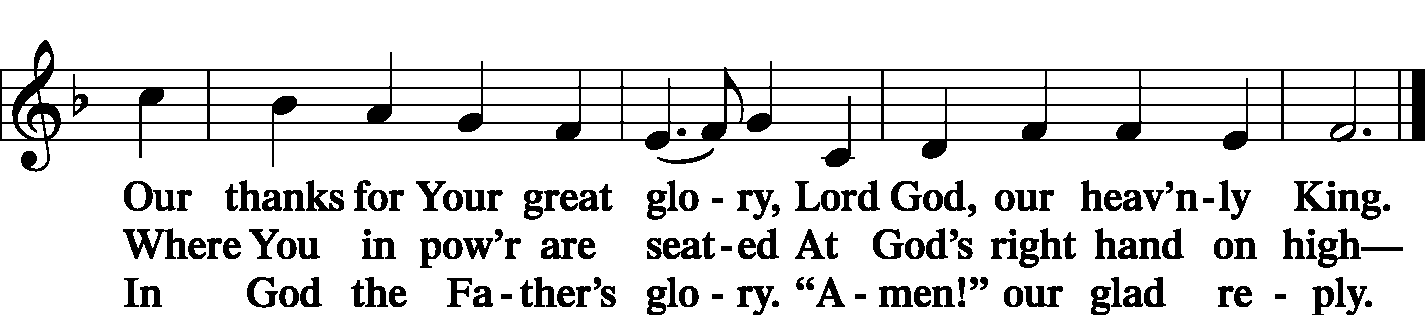 Our thanks for Your great glo - ry, Lord God, our heav’n - ly King.
Where You in pow’r are seat - ed At God’s right hand on high—
In God the Fa - ther’s glo - ry. “A - men!” our glad re - ply.